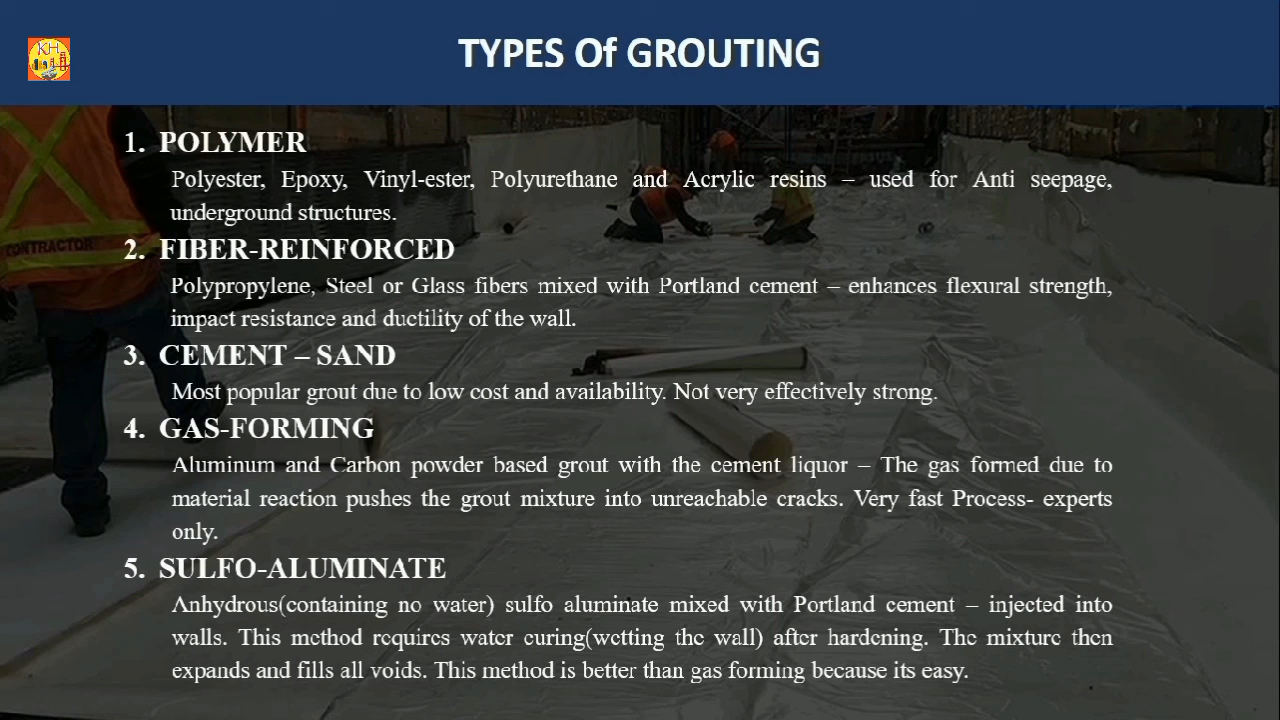 KH
TYPES Of GROUTING
1. POLYMER
Polyester, Epoxy, Vinyl-ester, Polyurethane and Acrylic resins – used for Anti seepage,
underground structures.
CONTRACTOR
2. FIBER-REINFORCED
Polypropylene, Steel or Glass fibers mixed with Portland cement – enhances flexural strength,
impact resistance and ductility of the wall.
3. CEMENT – SAND
Most popular grout due to low cost and availability. Not very effectively strong.
4. GAS-FORMING
Aluminum and Carbon powder based grout with the cement liquor – The gas formed due to
material reaction pushes the grout mixture into unreachable cracks. Very fast Process- experts
only.
5. SULFO-ALUMINATE
Anhydrous(containing no water) sulfo aluminate mixed with Portland cement – injected into
walls. This method requires water curing(wetting the wall) after hardening. The mixture then
expands and fills all voids. This method is better than gas forming because its easy.